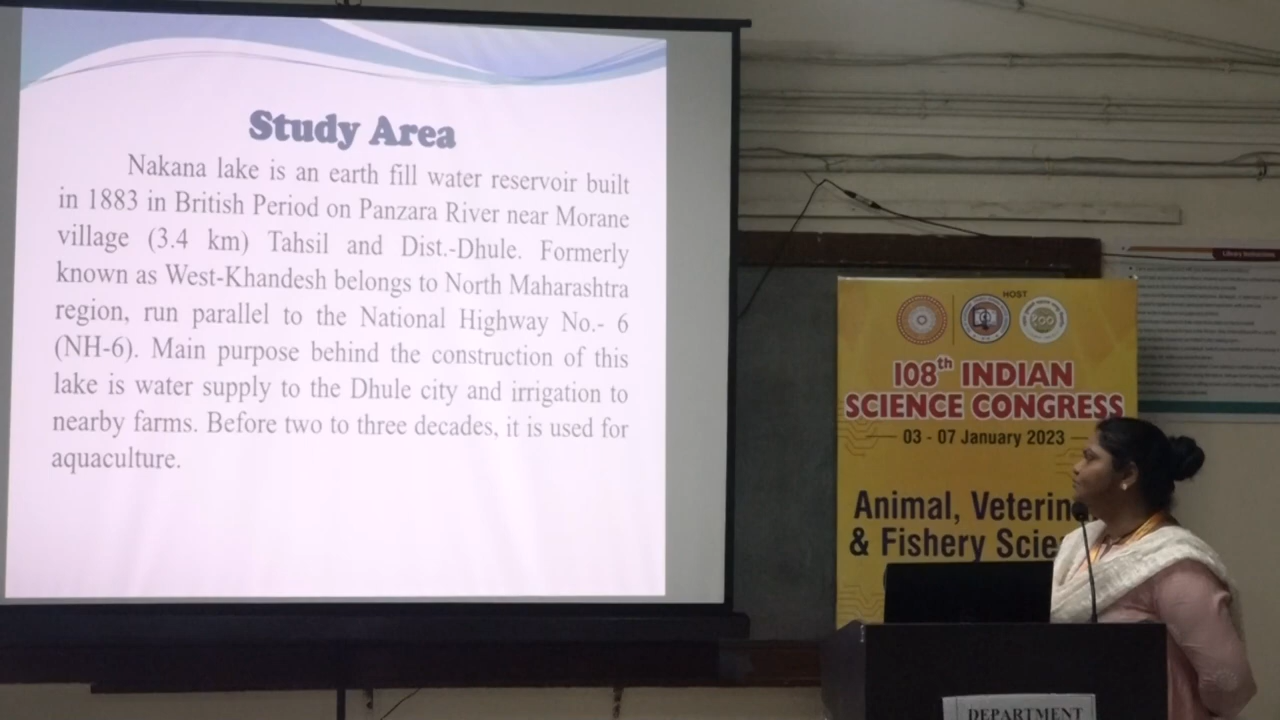 Study Area
Nakana lake is an earth fill water reservoir built
in 1883 in British Period on Panzara River near Morane
village (3.4 km) Tahsil and Dist.-Dhule. Formerly
known as West-Khandesh belongs to North Maharashtra
region, run parallel to the National Highway No.- 6
(NH-6). Main purpose behind the construction of this
lake is water supply to the Dhule city and irrigation to
nearby farms. Before two to three decades, it is used for
aquaculture.
HOST
200
108th INDIAN
SCIENCE CONGRESS
03 - 07 January 2023
Animal, Veterin
& Fishery Scie
Library Instructions
DEPARTMENT